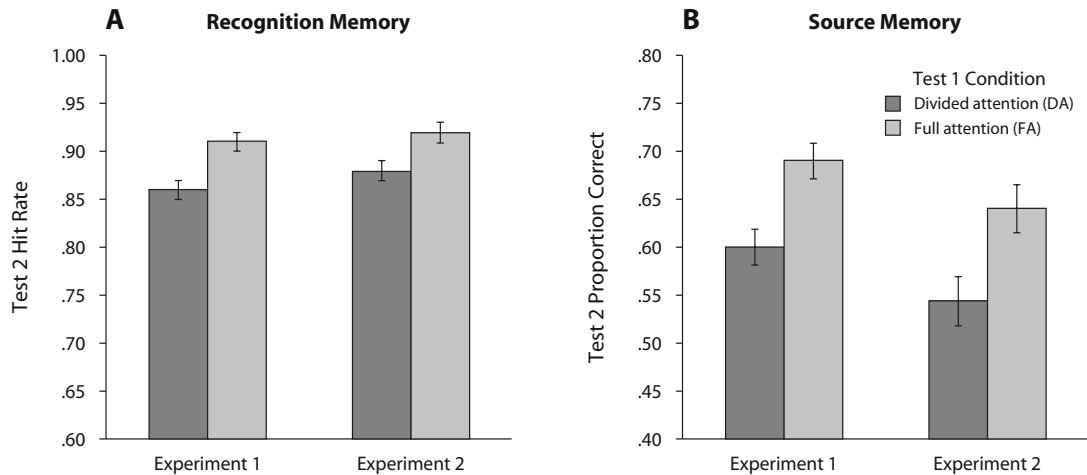 A
Recognition Memory
Test 2 Hit Rate
1.00
.95
.90
.85
.80
.75
.70
.65
.60
Experiment 1
Experiment 2
B
Source Memory
Test 2 Proportion Correct
.80
.75
.70
.65
.60
.55
.50
.45
.40
Test 1 Condition
Divided attention (DA)
Full attention (FA)
Experiment 1
Experiment 2